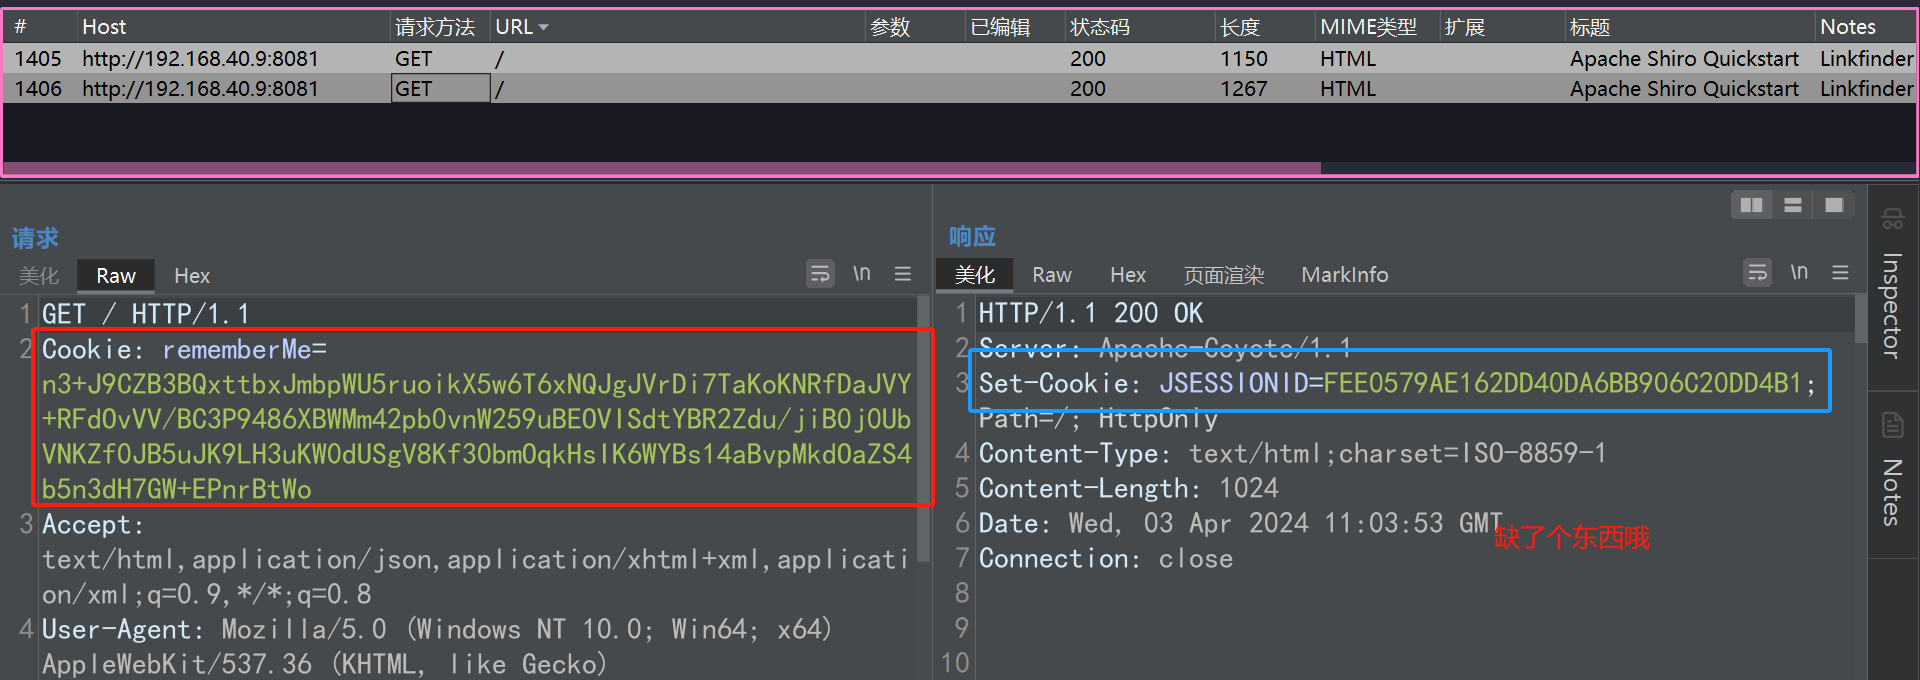 # Host 请求方法 URL 参数 已编辑 状态码 长度 MIME类型 扩展 标题 Notes
1405 http://192.168.40.9:8081 GET / 200 1150 HTML Apache Shiro Quickstart Linkfinder
1406 http://192.168.40.9:8081 GET / 200 1267 HTML Apache Shiro Quickstart Linkfinder
请求
美化 Raw Hex \n
1 GET / HTTP/1.1
2 Cookie: rememberMe=
n3+J9CZB3BQxttbxJmbpWU5ruoikX5w6T6xNQJgJVrDi7TaKoKNRfDaJVY
+RFdOvVV/BC3P9486XBWMm42pb0vnW259uBEOVISdtYBR2Zdu/jiB0j0Ub
VNKZf0JB5uJK9LH3uKWOdUSgV8Kf30bmOqkHsIK6WYBs14aBvpMkdOaZS4
b5n3dH7GW+EPnrBtWo
3 Accept:
text/html,application/json,application/xhtml+xml,applicati
on/xml;q=0.9,*/*;q=0.8
4 User-Agent: Mozilla/5.0 (Windows NT 10.0; Win64; x64)
AppleWebKit/537.36 (KHTML, like Gecko)
响应
美化 Raw Hex 页面渲染 MarkInfo \n
1 HTTP/1.1 200 OK
2 Server: Apache-Coyote/1.1
3 Set-Cookie: JSESSIONID=FEE0579AE162DD40DA6BB906C20DD4B1;
Path=/; HttpOnly
4 Content-Type: text/html;charset=ISO-8859-1
5 Content-Length: 1024
6 Date: Wed, 03 Apr 2024 11:03:53 GMT
缺了个东西哦
7 Connection: close
8
9
10
Inspector
Notes